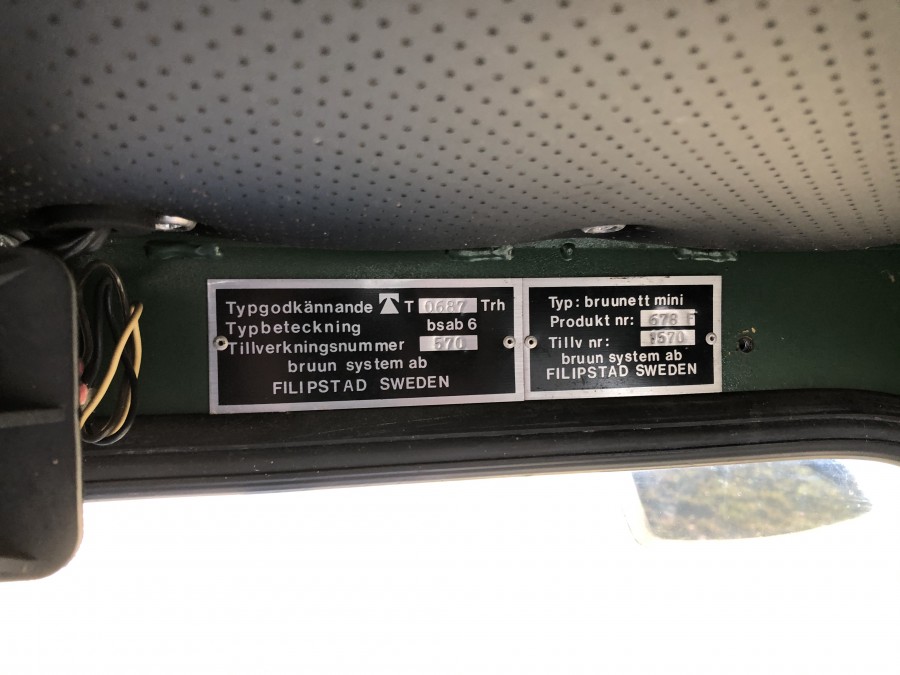 Typgodkännande T 0687 Trh
Typbeteckning bsab 6
Tillverkningsnummer 570
bruun system ab
FILIPSTAD SWEDEN
Typ: bruunett mini
Produkt nr: 678 F
Tillv nr:
bruun system ab
FILIPSTAD SWEDEN